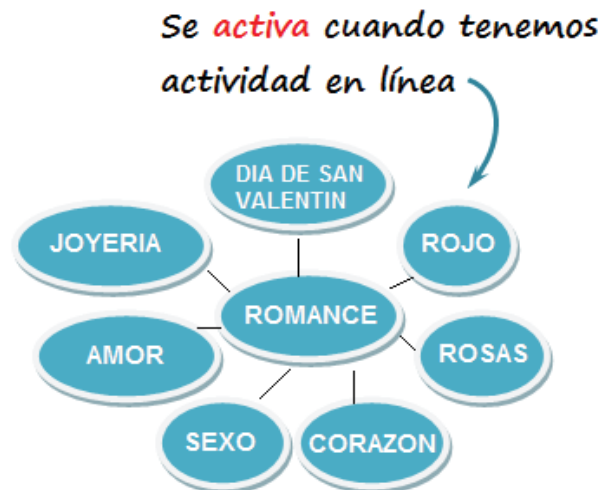 Se activa cuando tenemos
actividad en línea
DIA DE SAN
VALENTIN
JOYERIA
ROJO
ROMANCE
AMOR
ROSAS
SEXO
CORAZON